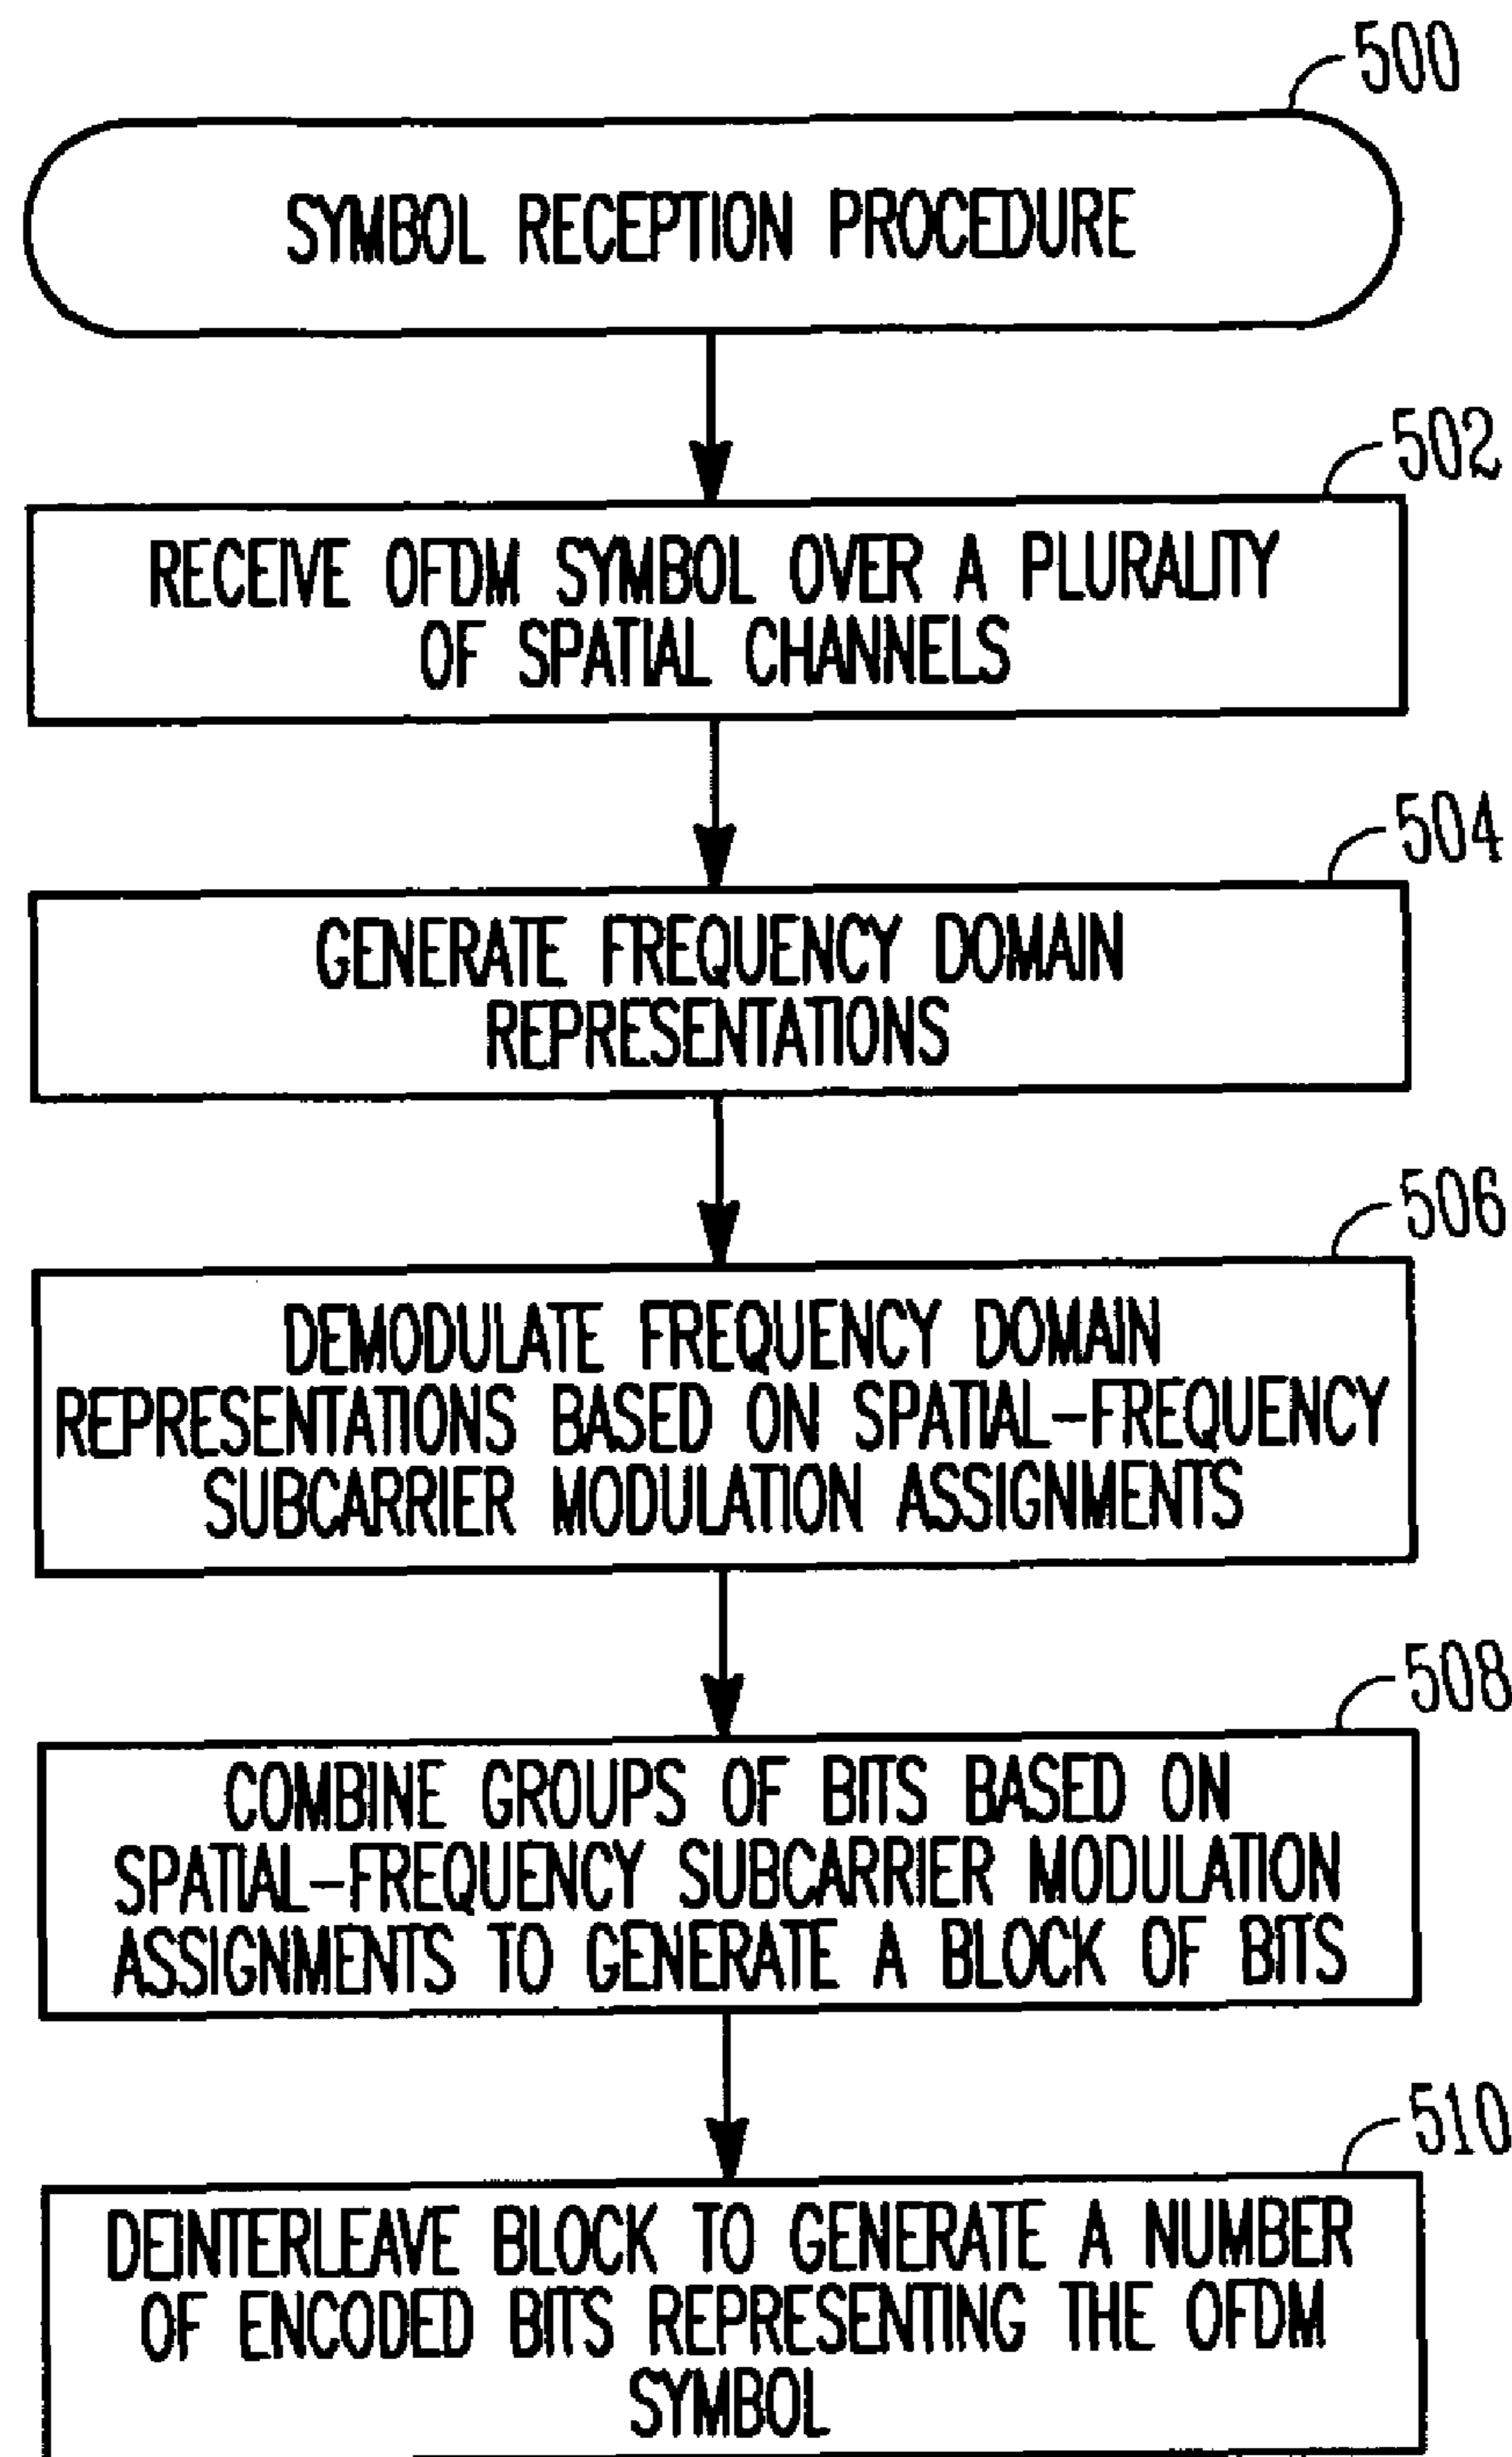 500
SYMBOL RECEPTION PROCEDURE
502
RECEIVE OFDM SYMBOL OVER A PLURALITY
OF SPATIAL CHANNELS
504
GENERATE FREQUENCY DOMAIN
REPRESENTATIONS
506
DEMODULATE FREQUENCY DOMAIN
REPRESENTATIONS BASED ON SPATIAL-FREQUENCY
SUBCARRIER MODULATION ASSIGNMENTS
508
COMBINE GROUPS OF BITS BASED ON
SPATIAL-FREQUENCY SUBCARRIER MODULATION
ASSIGNMENTS TO GENERATE A BLOCK OF BITS
510
DEINTERLEAVE BLOCK TO GENERATE A NUMBER
OF ENCODED BITS REPRESENTING THE OFDM
SYMBOL